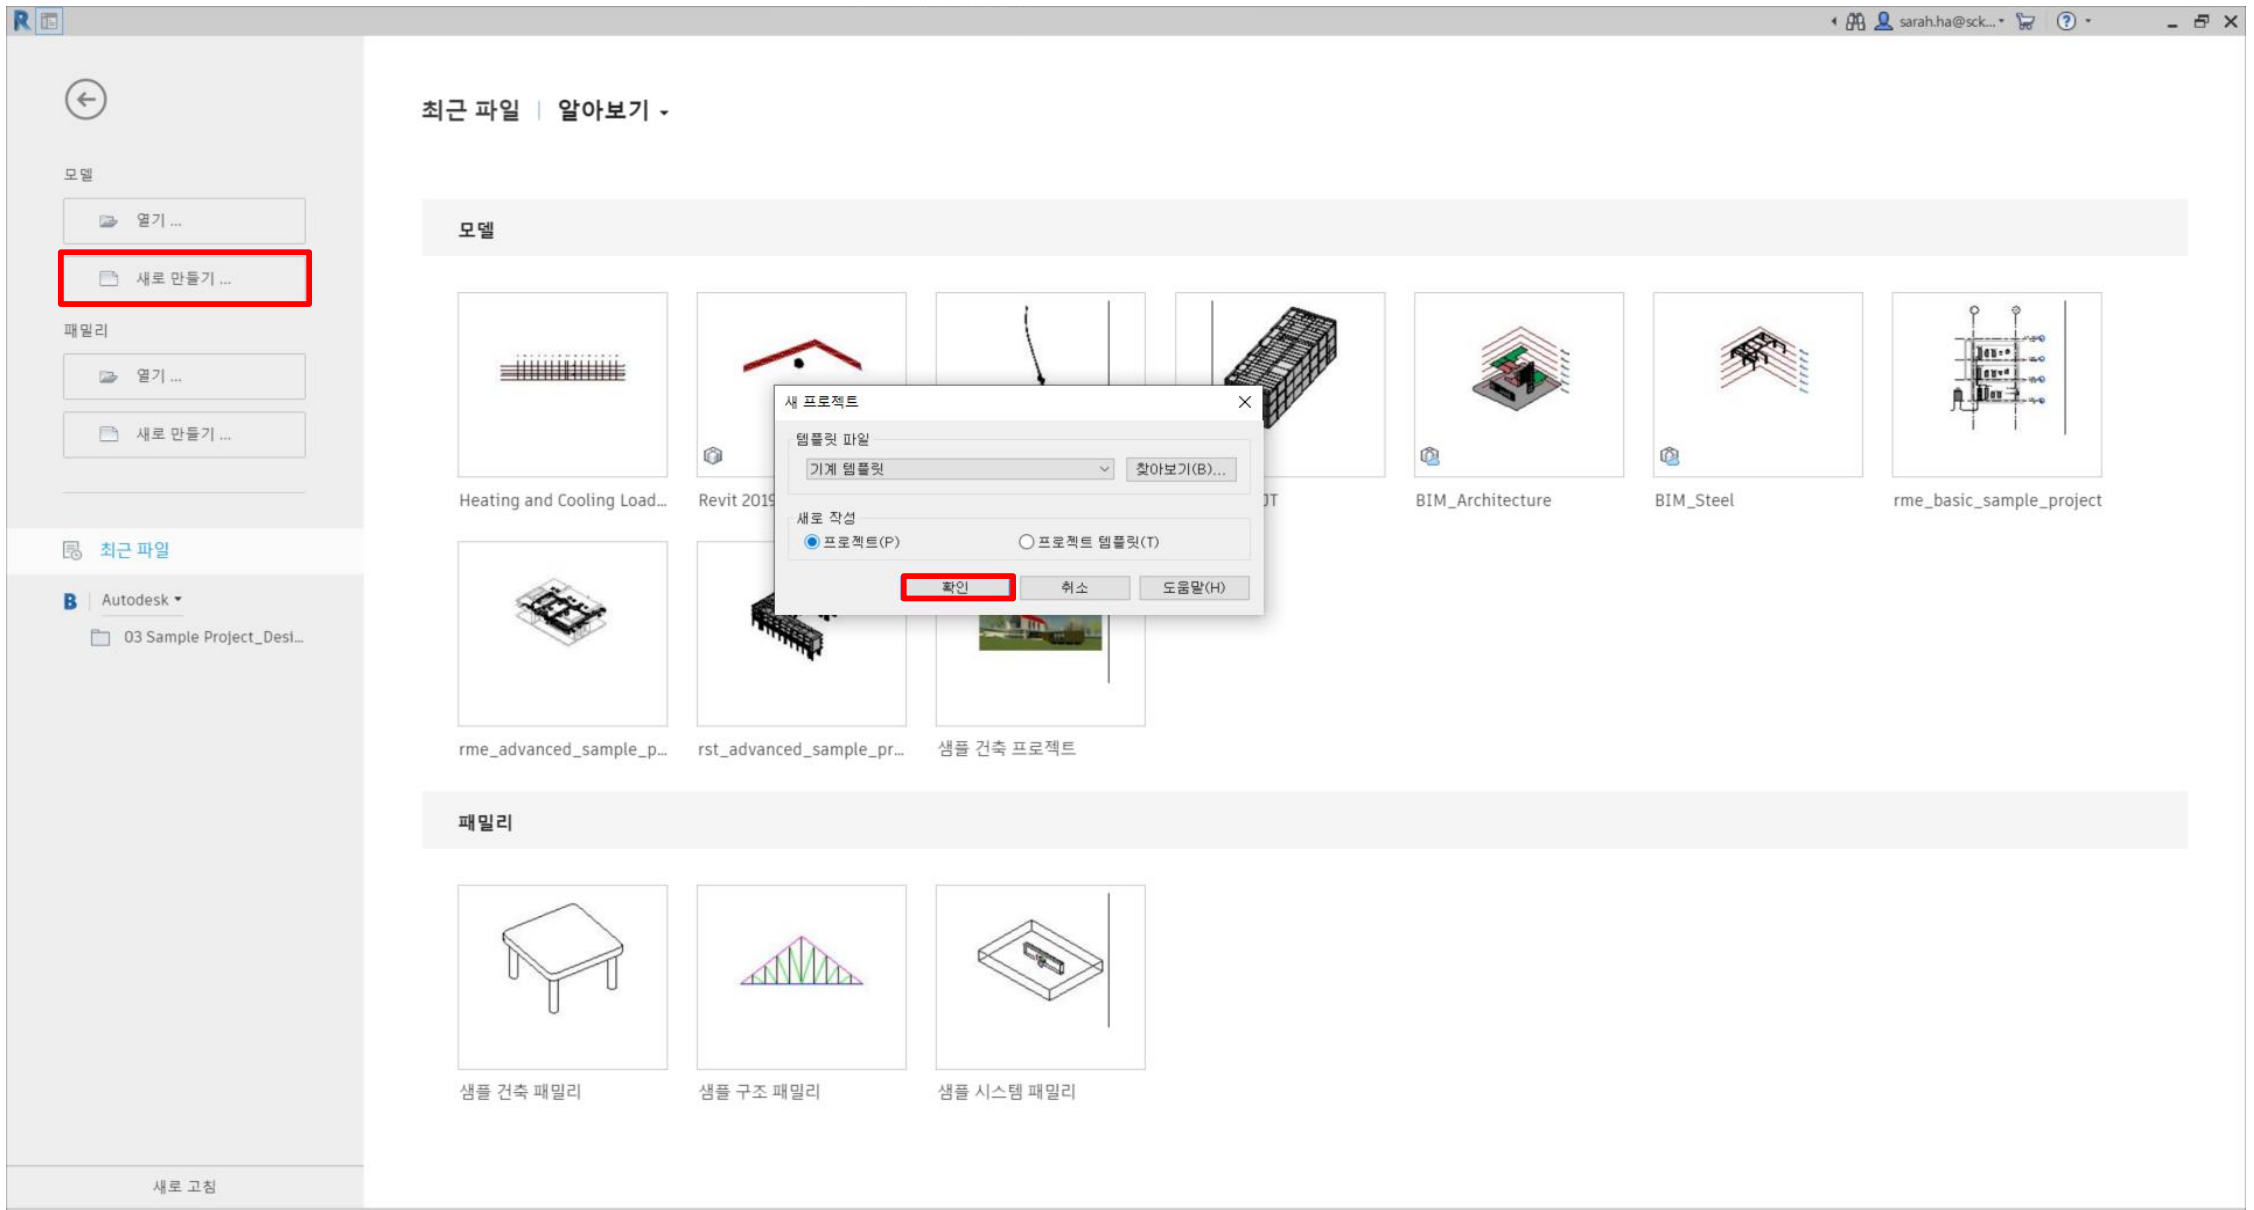 R
sarah.ha@sck...
최근 파일 | 알아보기
모델
열기 ...
새로 만들기 ...
패밀리
열기 ...
새로 만들기 ...
최근 파일
B | Autodesk
03 Sample Project_Desi...
새로 고침
모델
Heating and Cooling Load...
Revit 2019
JT
BIM_Architecture
BIM_Steel
rme_basic_sample_project
새 프로젝트
템플릿 파일
기계 템플릿
찾아보기(B)...
새로 작성
프로젝트(P)
프로젝트 템플릿(T)
확인
취소
도움말(H)
rme_advanced_sample_p...
rst_advanced_sample_pr...
샘플 건축 프로젝트
패밀리
샘플 건축 패밀리
샘플 구조 패밀리
샘플 시스템 패밀리